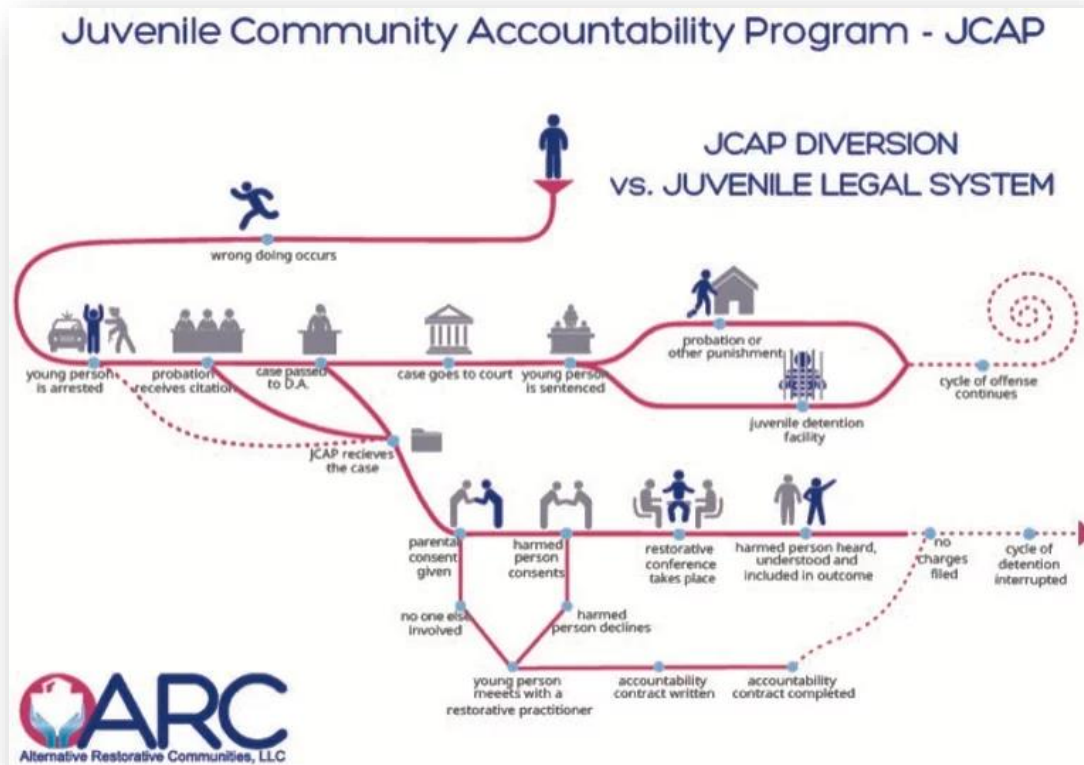 Juvenile Community Accountability Program - JCAP
JCAP DIVERSION
vs. JUVENILE LEGAL SYSTEM
wrong doing occurs
young person
is arrested
probation
receives citation
case passed
to D.A.
case goes to court
young person
is sentenced
probation or
other punishment
juvenile detention
facility
cycle of offense
continues
JCAP recieves
the case
parental
consent
given
harmed
person
consents
restorative
conference
takes place
harmed person heard,
understood and
included in outcome
no
charges
filed
cycle of
detention
interrupted
no one else
involved
harmed
person declines
young person
meeets with a
restorative practitioner
accountability
contract written
accountability
contract completed
ARC
Alternative Restorative Communities, LLC